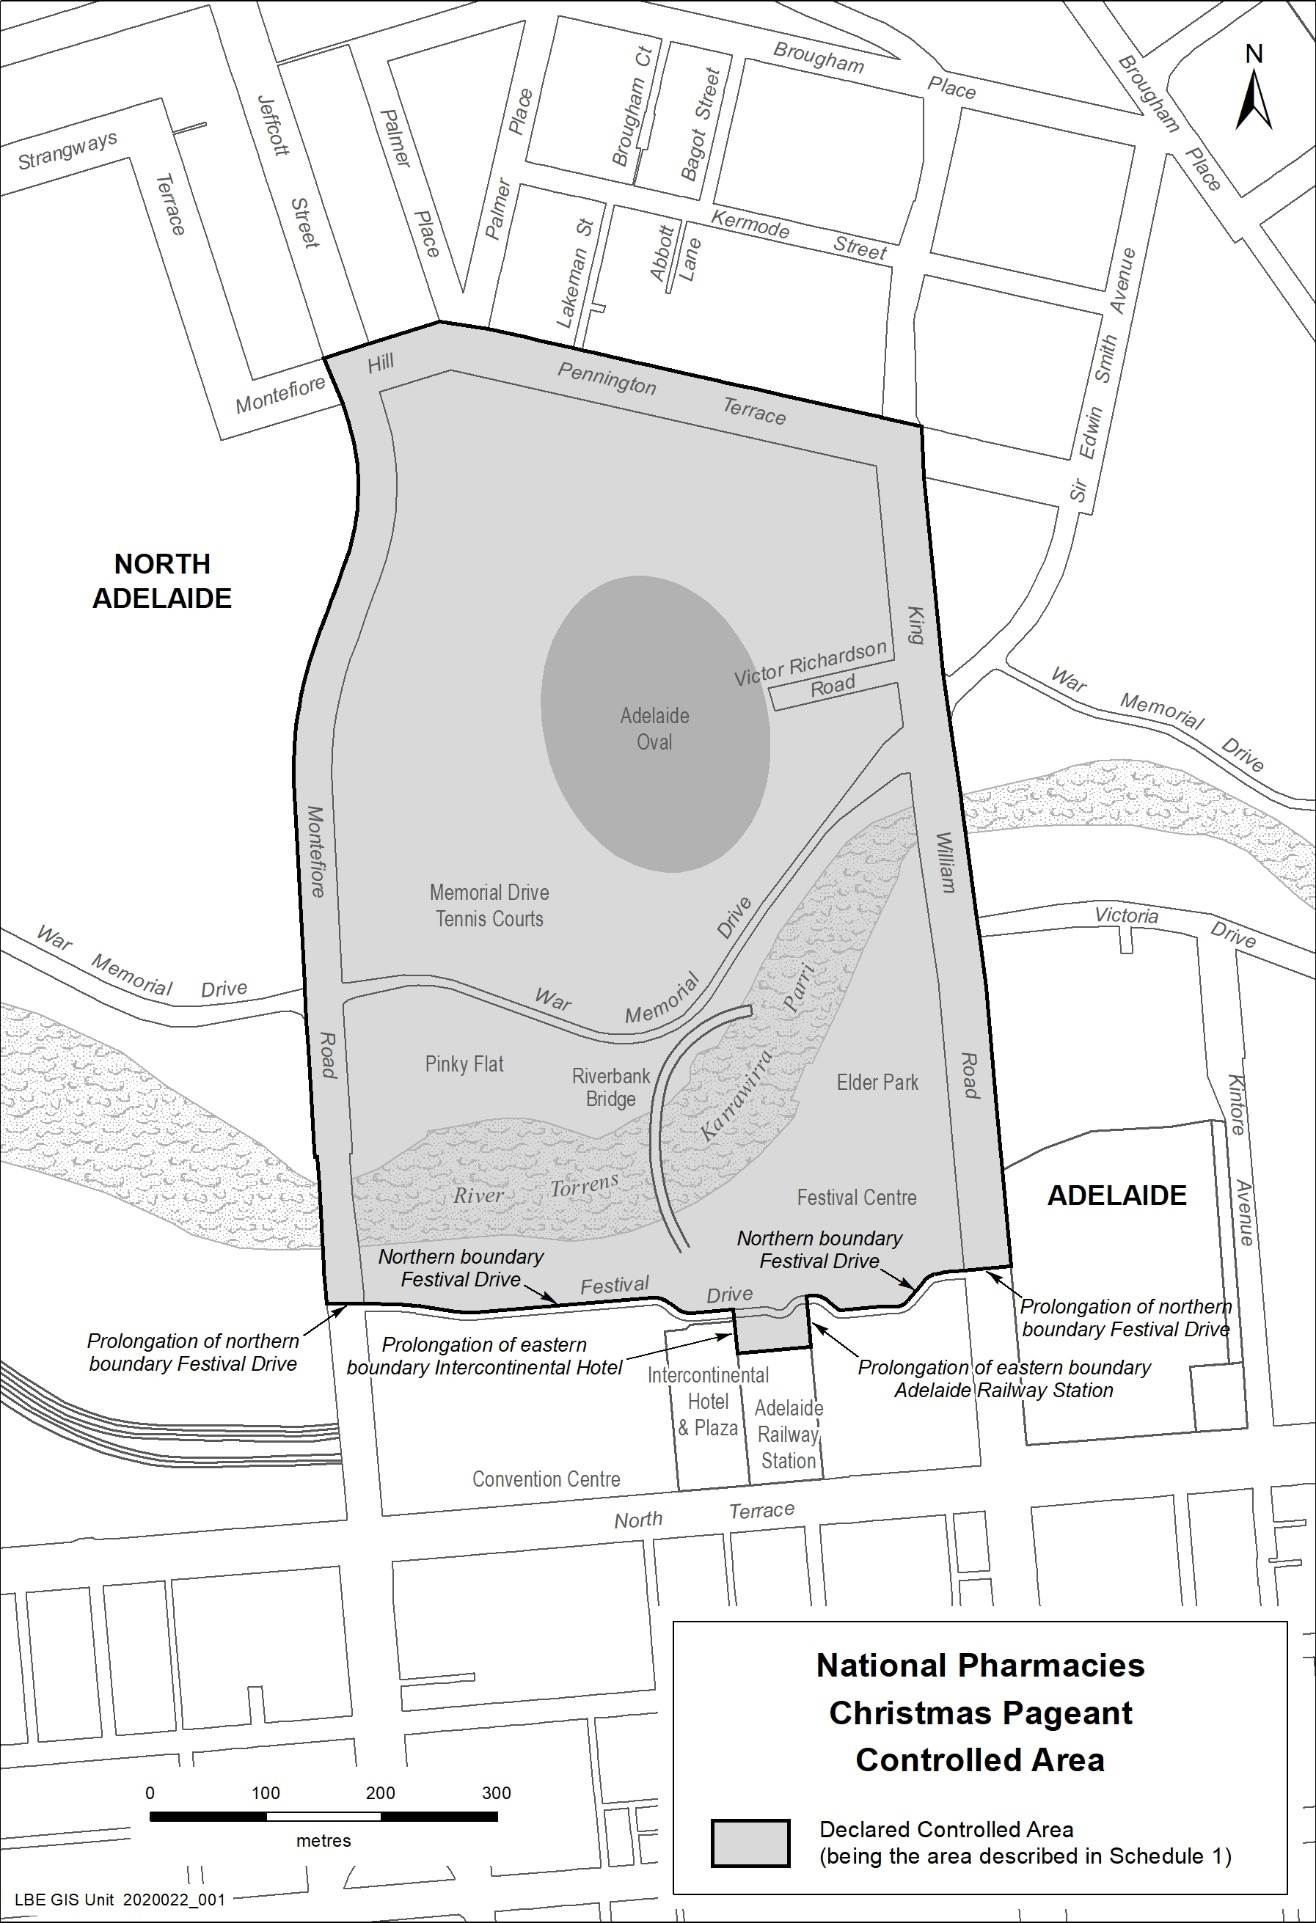 N
Brougham
Place
Brougham
Place
Strangways
Terrace
Jeffcott
Street
Palmer
Place
Palmer
Place
Brougham Ct
Bagot Street
Lakeman St
Abbott
Lane
Kermode
Street
Sir Edwin Smith Avenue
Montefiore
Hill
Pennington
Terrace
NORTH
ADELAIDE
King
William
Road
Victor Richardson
Road
Adelaide
Oval
War Memorial Drive
Montefiore
Road
Memorial Drive
Tennis Courts
War Memorial Drive
War Memorial Drive
Victoria
Drive
Karrawirra Parri
Pinky Flat
Riverbank
Bridge
Elder Park
Kintore
Avenue
River Torrens
Festival Centre
ADELAIDE
Northern boundary
Festival Drive
Northern boundary
Festival Drive
Festival Drive
Prolongation of northern
boundary Festival Drive
Prolongation of eastern
boundary Intercontinental Hotel
Prolongation of northern
boundary Festival Drive
Prolongation of eastern boundary
Adelaide Railway Station
Intercontinental
Hotel
& Plaza
Adelaide
Railway
Station
Convention Centre
North Terrace
National Pharmacies
Christmas Pageant
Controlled Area
Declared Controlled Area
(being the area described in Schedule 1)
0 100 200 300
metres
LBE GIS Unit 2020022_001